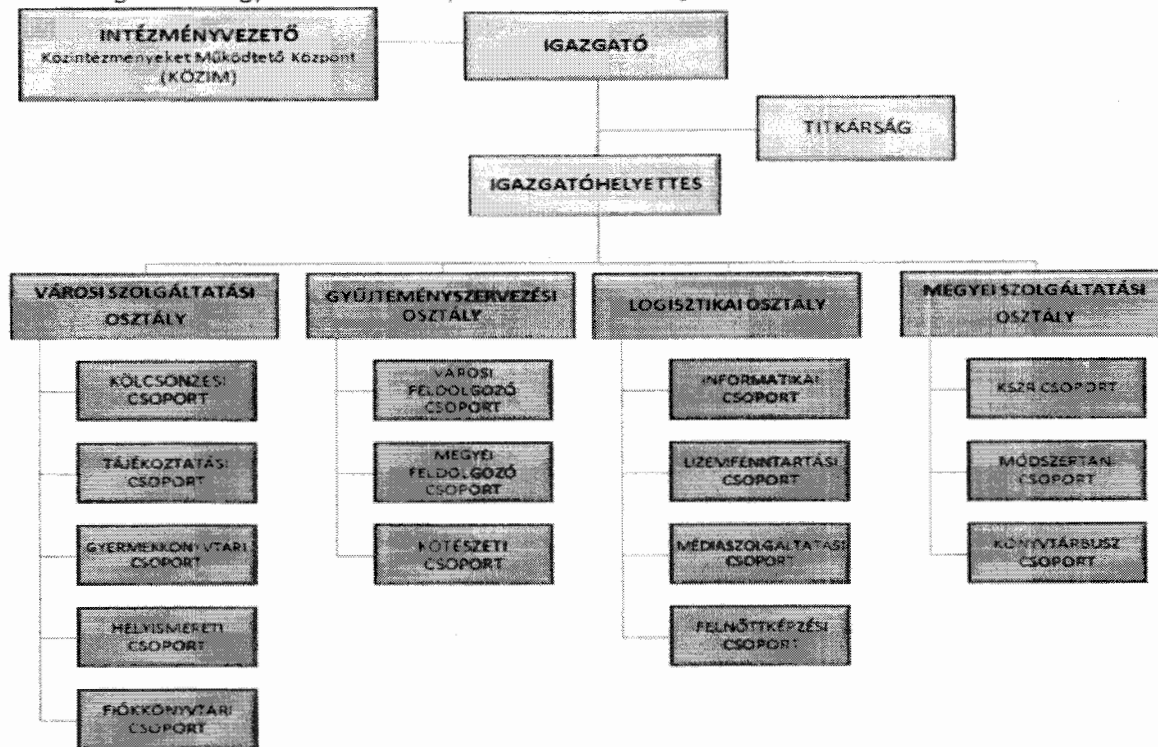 INTÉZMÉNYVEZETŐ
Közintézményeket Működtető Központ
(KÖZIM)
IGAZGATÓ
TITKÁRSÁG
IGAZGATÓHELYETTES
VÁROSI SZOLGÁLTATÁSI
OSZTÁLY
KÖLCSÖNZÉSI
CSOPORT
TÁJÉKOZTATÁSI
CSOPORT
GYERMEKKÖNYVTÁRI
CSOPORT
HELYISMERETI
CSOPORT
FIÓKKÖNYVTÁRI
CSOPORT
GYŰJTEMÉNYSZERVEZÉSI
OSZTÁLY
VÁROSI
FELDOLGOZÓ
CSOPORT
MEGYEI
FELDOLGOZÓ
CSOPORT
KÖTÉSZETI
CSOPORT
LOGISZTIKAI OSZTÁLY
INFORMATIKAI
CSOPORT
ÜZEMFENNTARTÁSI
CSOPORT
MÉDIASZOLGÁLTATÁSI
CSOPORT
FELNŐTTKÉPZÉSI
CSOPORT
MEGYEI SZOLGÁLTATÁSI
OSZTÁLY
KSZR CSOPORT
MÓDSZERTANI
CSOPORT
KÖNYVTÁRBUSZ
CSOPORT